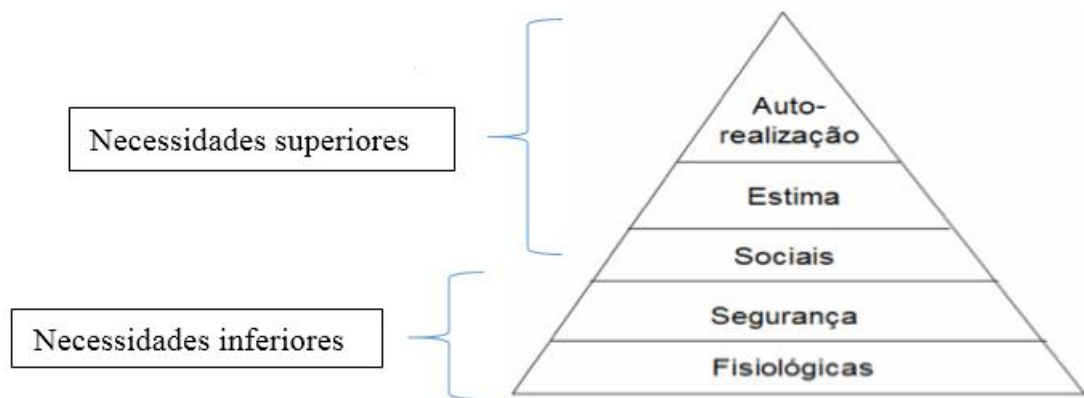 Necessidades superiores
Auto-
realização
Estima
Sociais
Necessidades inferiores
Segurança
Fisiológicas